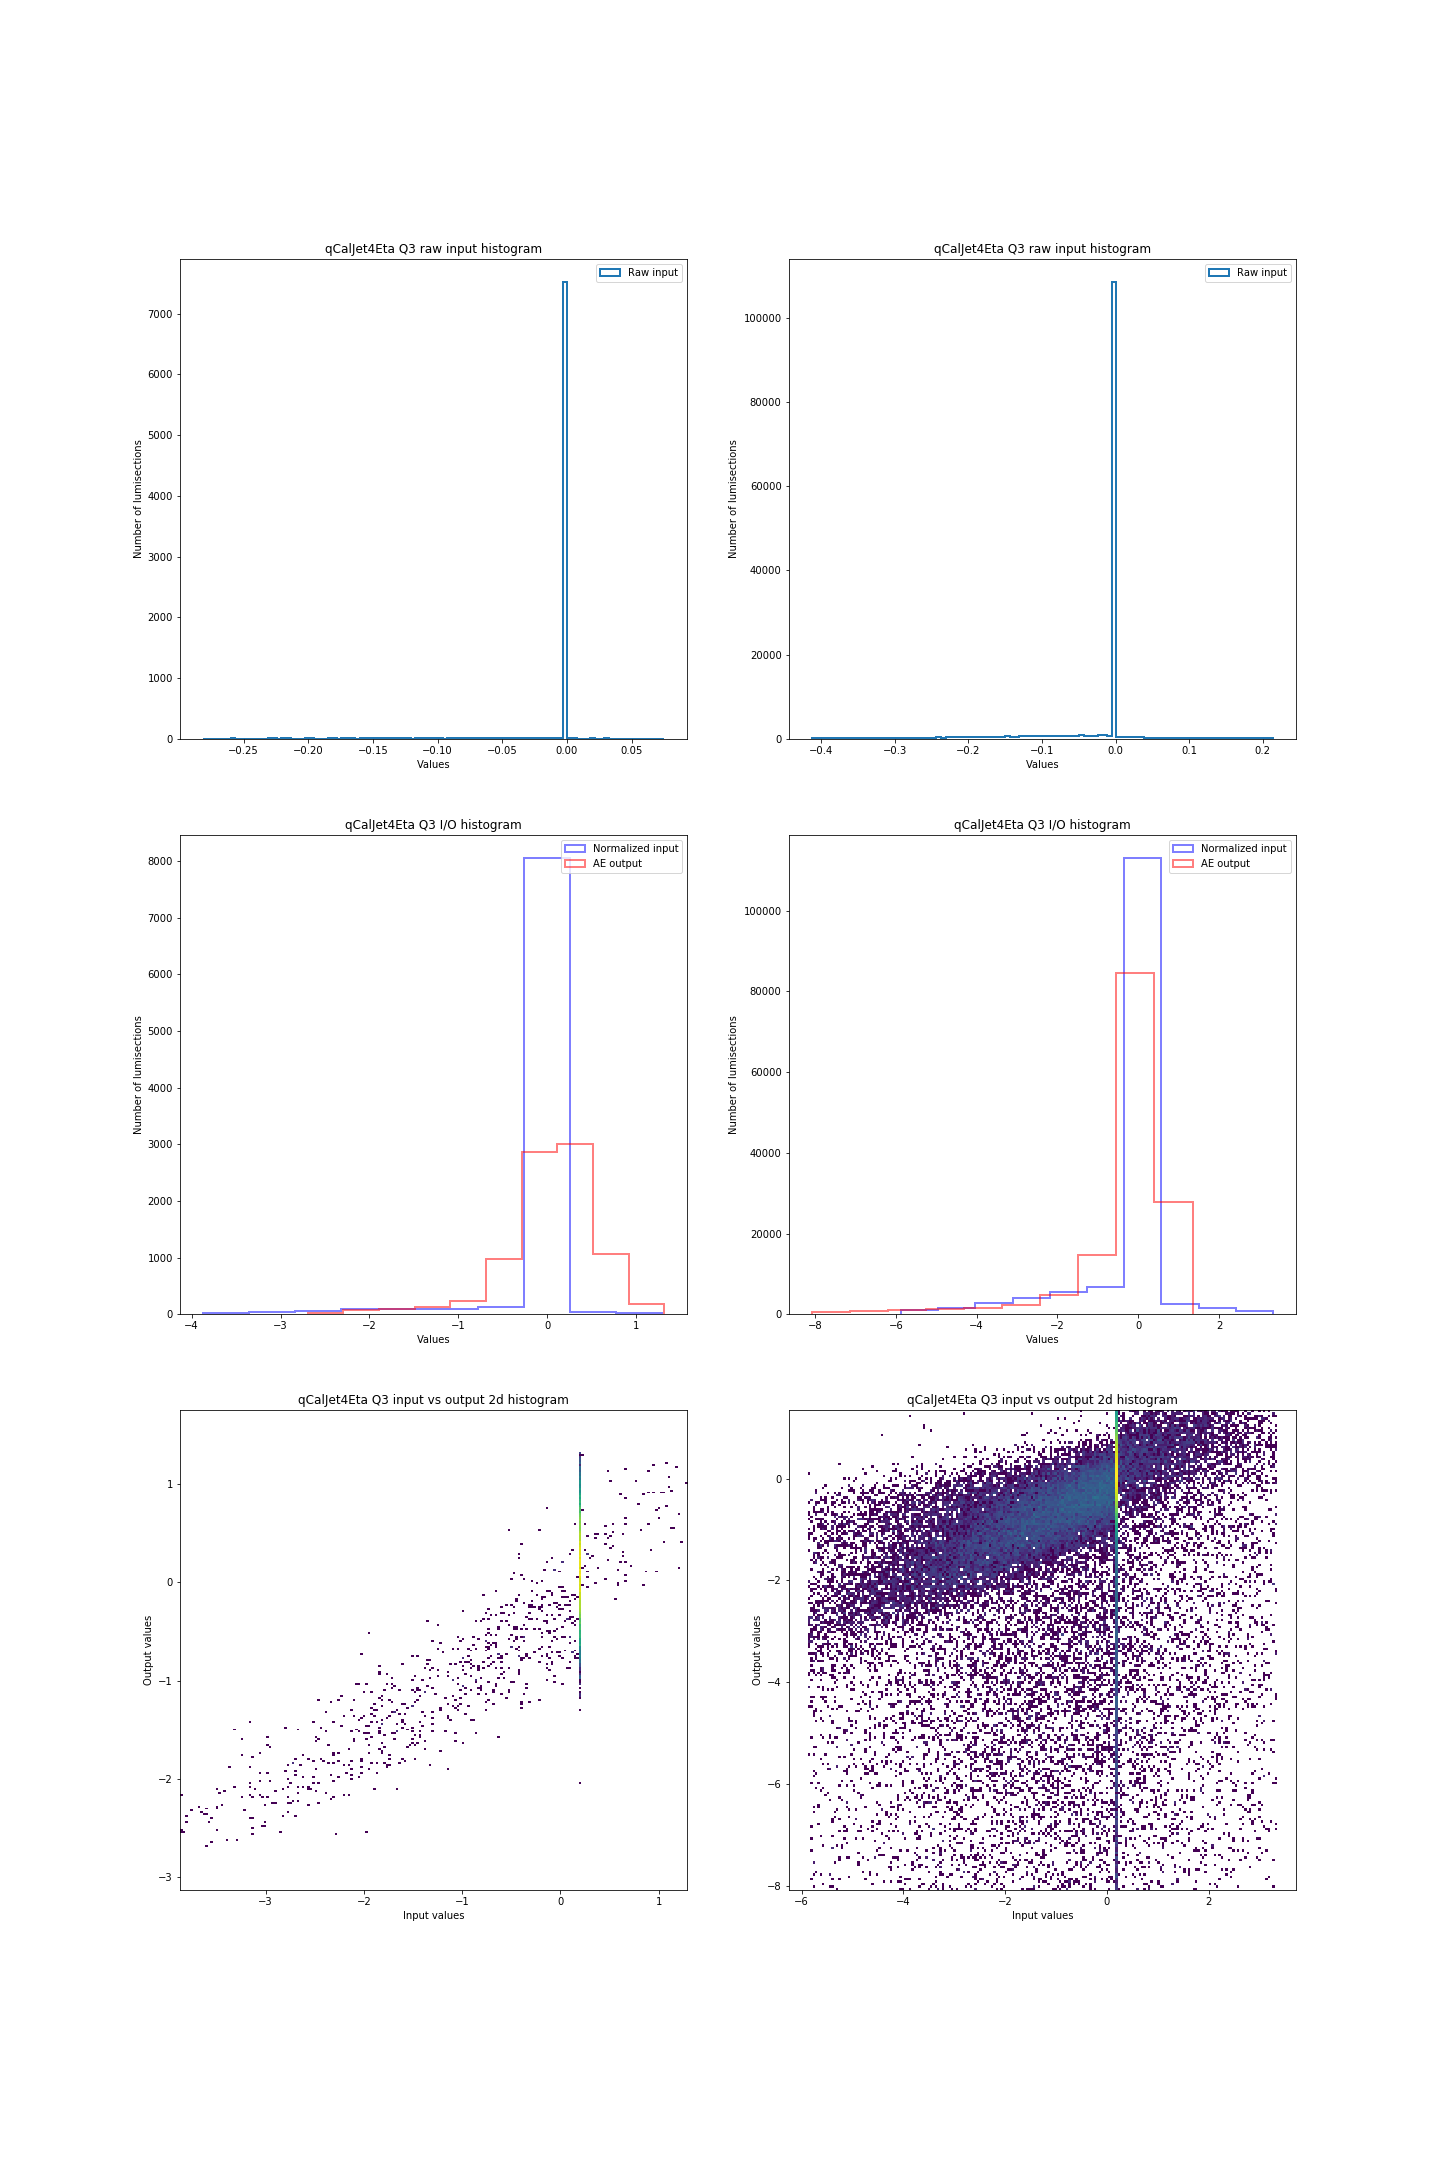 qCalJet4Eta Q3 raw input histogram
Raw input
7000
6000
5000
4000
3000
2000
1000
0
Number of lumisections
−0.25 −0.20 −0.15 −0.10 −0.05 0.00 0.05
Values
qCalJet4Eta Q3 raw input histogram
Raw input
100000
80000
60000
40000
20000
0
Number of lumisections
−0.4 −0.3 −0.2 −0.1 0.0 0.1 0.2
Values
qCalJet4Eta Q3 I/O histogram
Normalized input
AE output
8000
7000
6000
5000
4000
3000
2000
1000
0
Number of lumisections
−4 −3 −2 −1 0 1
Values
qCalJet4Eta Q3 I/O histogram
Normalized input
AE output
100000
80000
60000
40000
20000
0
Number of lumisections
−8 −6 −4 −2 0 2
Values
qCalJet4Eta Q3 input vs output 2d histogram
1
0
−1
−2
−3
Output values
−3 −2 −1 0 1
Input values
qCalJet4Eta Q3 input vs output 2d histogram
0
−2
−4
−6
−8
Output values
−6 −4 −2 0 2
Input values